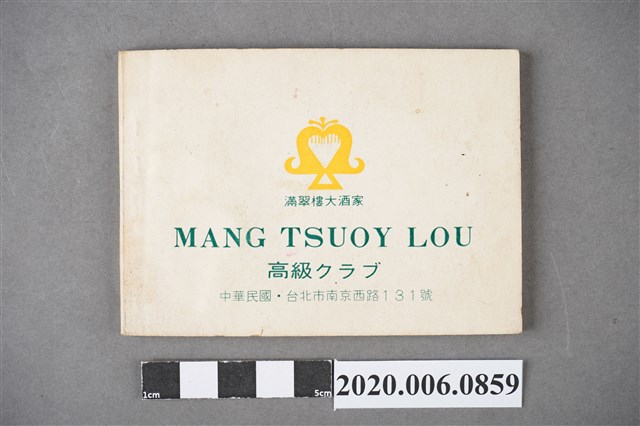 滿翠樓大酒家
MANG TSUOY LOU
高級クラブ
中華民國・台北市南京西路131號
1cm 5cm
2020.006.0859